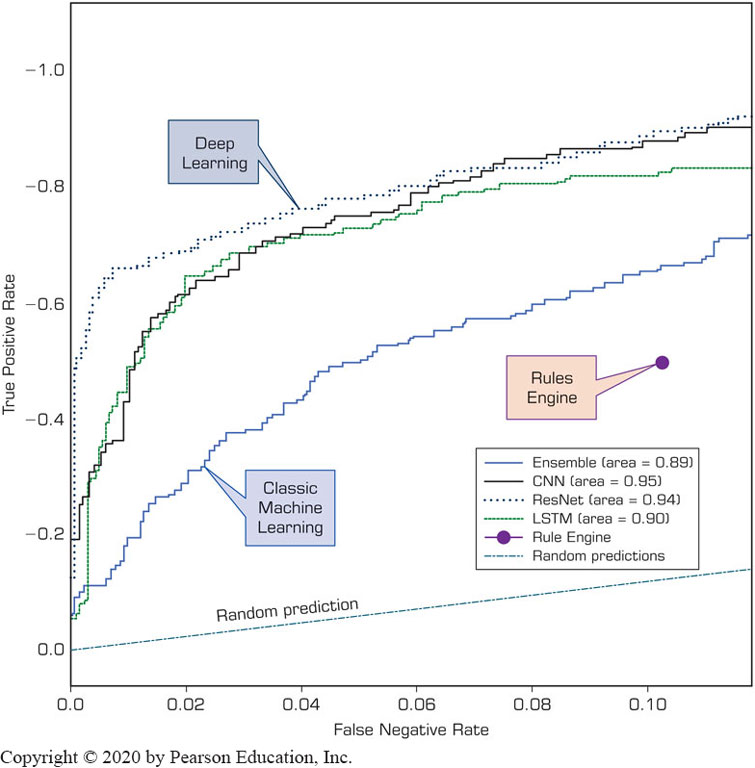 −1.0
−0.8
−0.6
−0.4
−0.2
0.0
True Positive Rate
Deep
Learning
Rules
Engine
Classic
Machine
Learning
Ensemble (area = 0.89)
CNN (area = 0.95)
ResNet (area = 0.94)
LSTM (area = 0.90)
Rule Engine
Random predictions
Random prediction
0.0 0.02 0.04 0.06 0.08 0.10
False Negative Rate
Copyright © 2020 by Pearson Education, Inc.